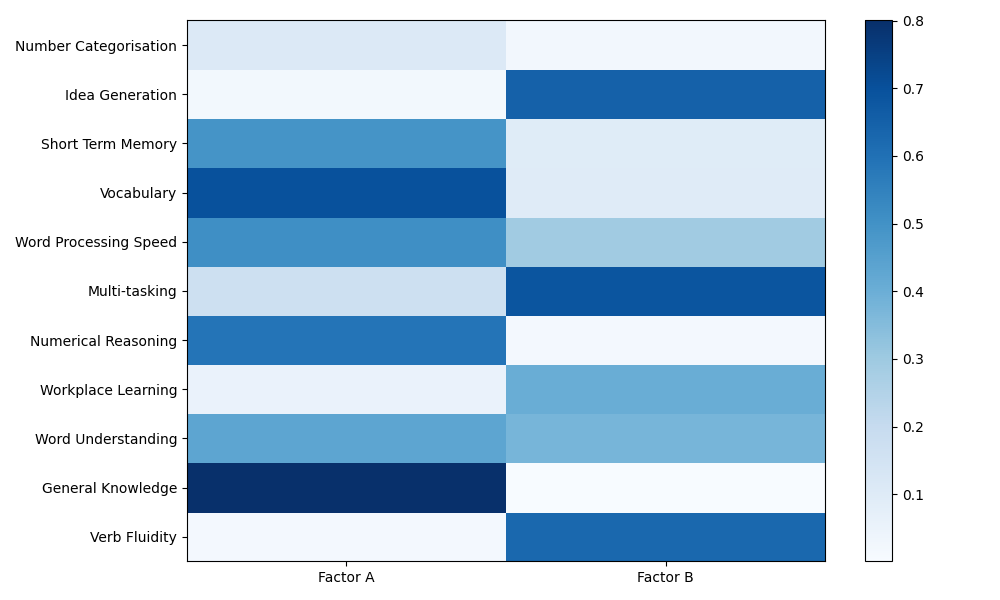 Number Categorisation
Idea Generation
Short Term Memory
Vocabulary
Word Processing Speed
Multi-tasking
Numerical Reasoning
Workplace Learning
Word Understanding
General Knowledge
Verb Fluidity
Factor A
Factor B
0.8
0.7
0.6
0.5
0.4
0.3
0.2
0.1